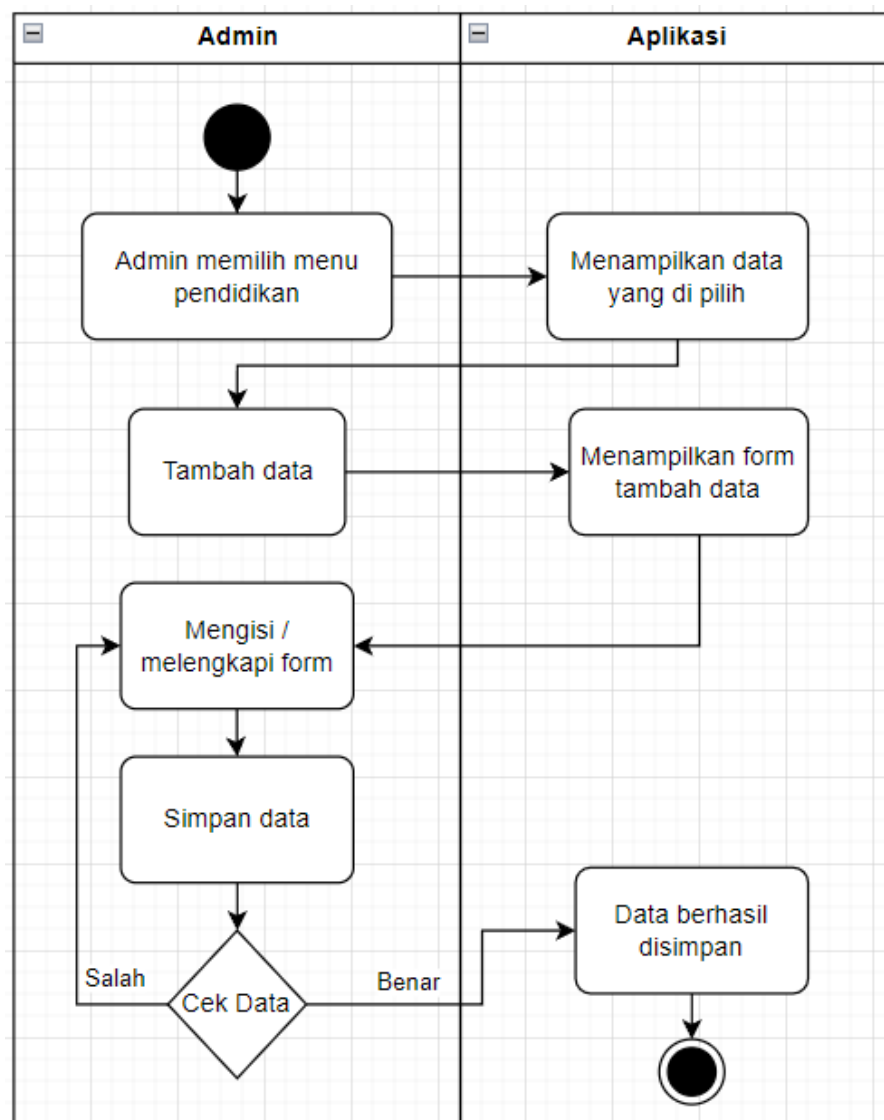 Admin
Aplikasi
Admin memilih menu
pendidikan
Menampilkan data
yang di pilih
Tambah data
Menampilkan form
tambah data
Mengisi /
melengkapi form
Simpan data
Data berhasil
disimpan
Salah
Cek Data
Benar